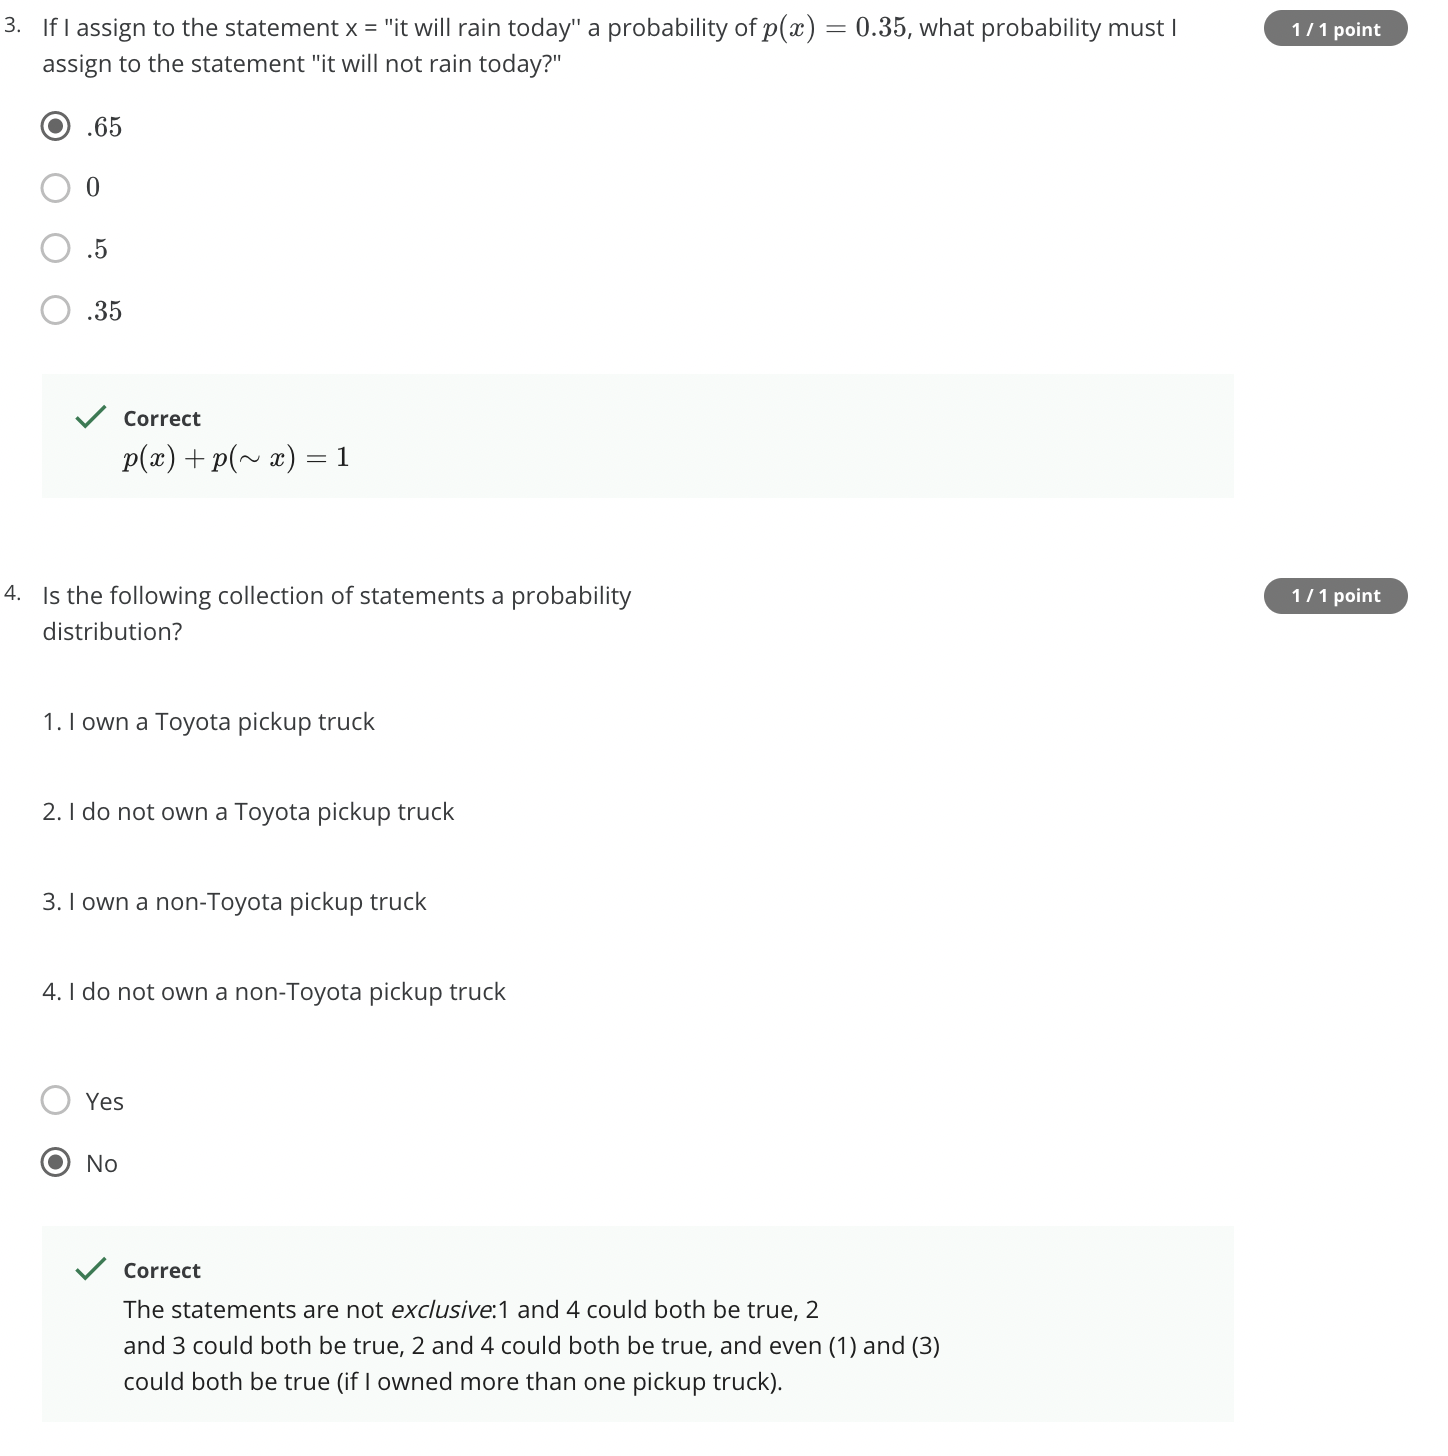 3. If I assign to the statement x = "it will rain today'' a probability of p(x) = 0.35, what probability must I
1 / 1 point
assign to the statement "it will not rain today?"
.65
0
.5
.35
Correct
p(x) + p(∼ x) = 1
4. Is the following collection of statements a probability
1 / 1 point
distribution?
1. I own a Toyota pickup truck
2. I do not own a Toyota pickup truck
3. I own a non-Toyota pickup truck
4. I do not own a non-Toyota pickup truck
Yes
No
Correct
The statements are not exclusive:1 and 4 could both be true, 2
and 3 could both be true, 2 and 4 could both be true, and even (1) and (3)
could both be true (if I owned more than one pickup truck).